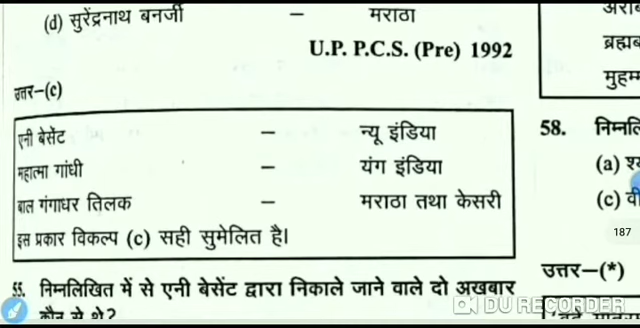 (d) सुरेंद्रनाथ बनर्जी – मराठा
U.P. P.C.S. (Pre) 1992
उत्तर–(c)
एनी बेसेंट – न्यू इंडिया
महात्मा गांधी – यंग इंडिया
बाल गंगाधर तिलक – मराठा तथा केसरी
इस प्रकार विकल्प (c) सही सुमेलित है।
55. निम्नलिखित में से एनी बेसेंट द्वारा निकाले जाने वाले दो अखबार
कौन से थे?
58.
(a)
(c)
187
उत्तर–(*)
DU RECORDER